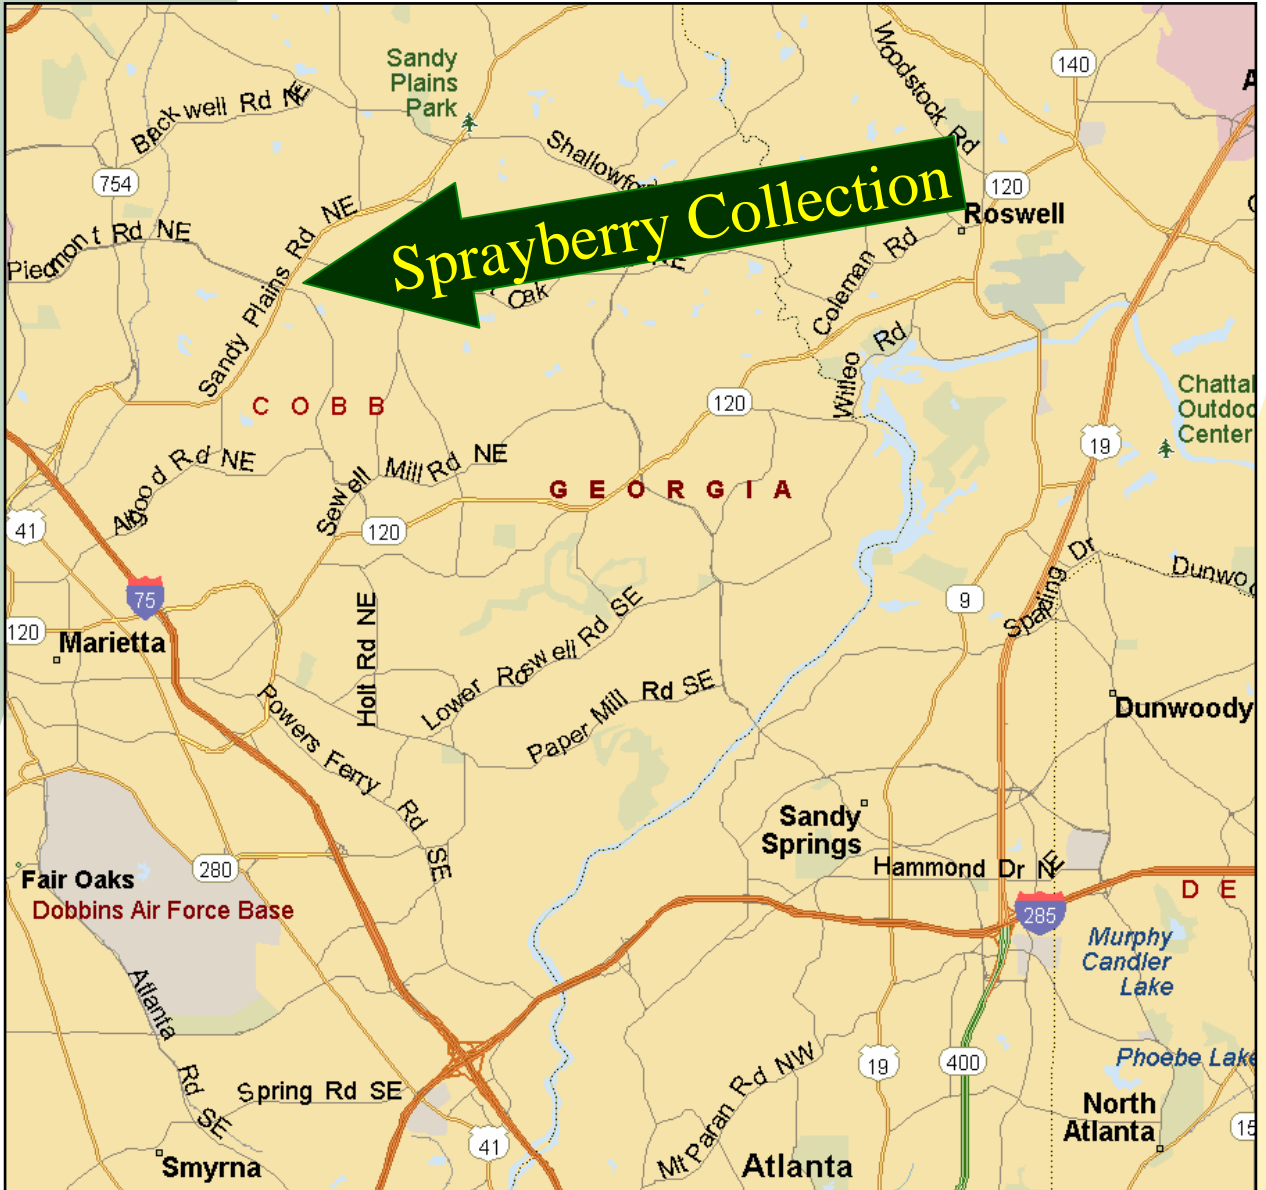 Sandy
Plains
Park
Woodstock Rd
140
Backwell Rd NE
Shallowford
754
120
Sprayberry Collection
Roswell
Piedmont Rd NE
Sandy Plains Rd NE
Oak
Coleman Rd
Willeo Rd
120
COBB
19
Algood Rd NE
Sewell Mill Rd NE
GEORGIA
41
120
Spalding Dr
75
9
120
Marietta
Holt Rd NE
Lower Roswell Rd SE
Paper Mill Rd SE
Powers Ferry Rd SE
Dunwoody
Sandy
Springs
280
Hammond Dr NE
Fair Oaks
Dobbins Air Force Base
285
Murphy
Candler
Lake
Atlanta Rd SE
Phoebe Lake
19
400
Spring Rd SE
Mt Paran Rd NW
North
Atlanta
41
Smyrna
Atlanta
Center